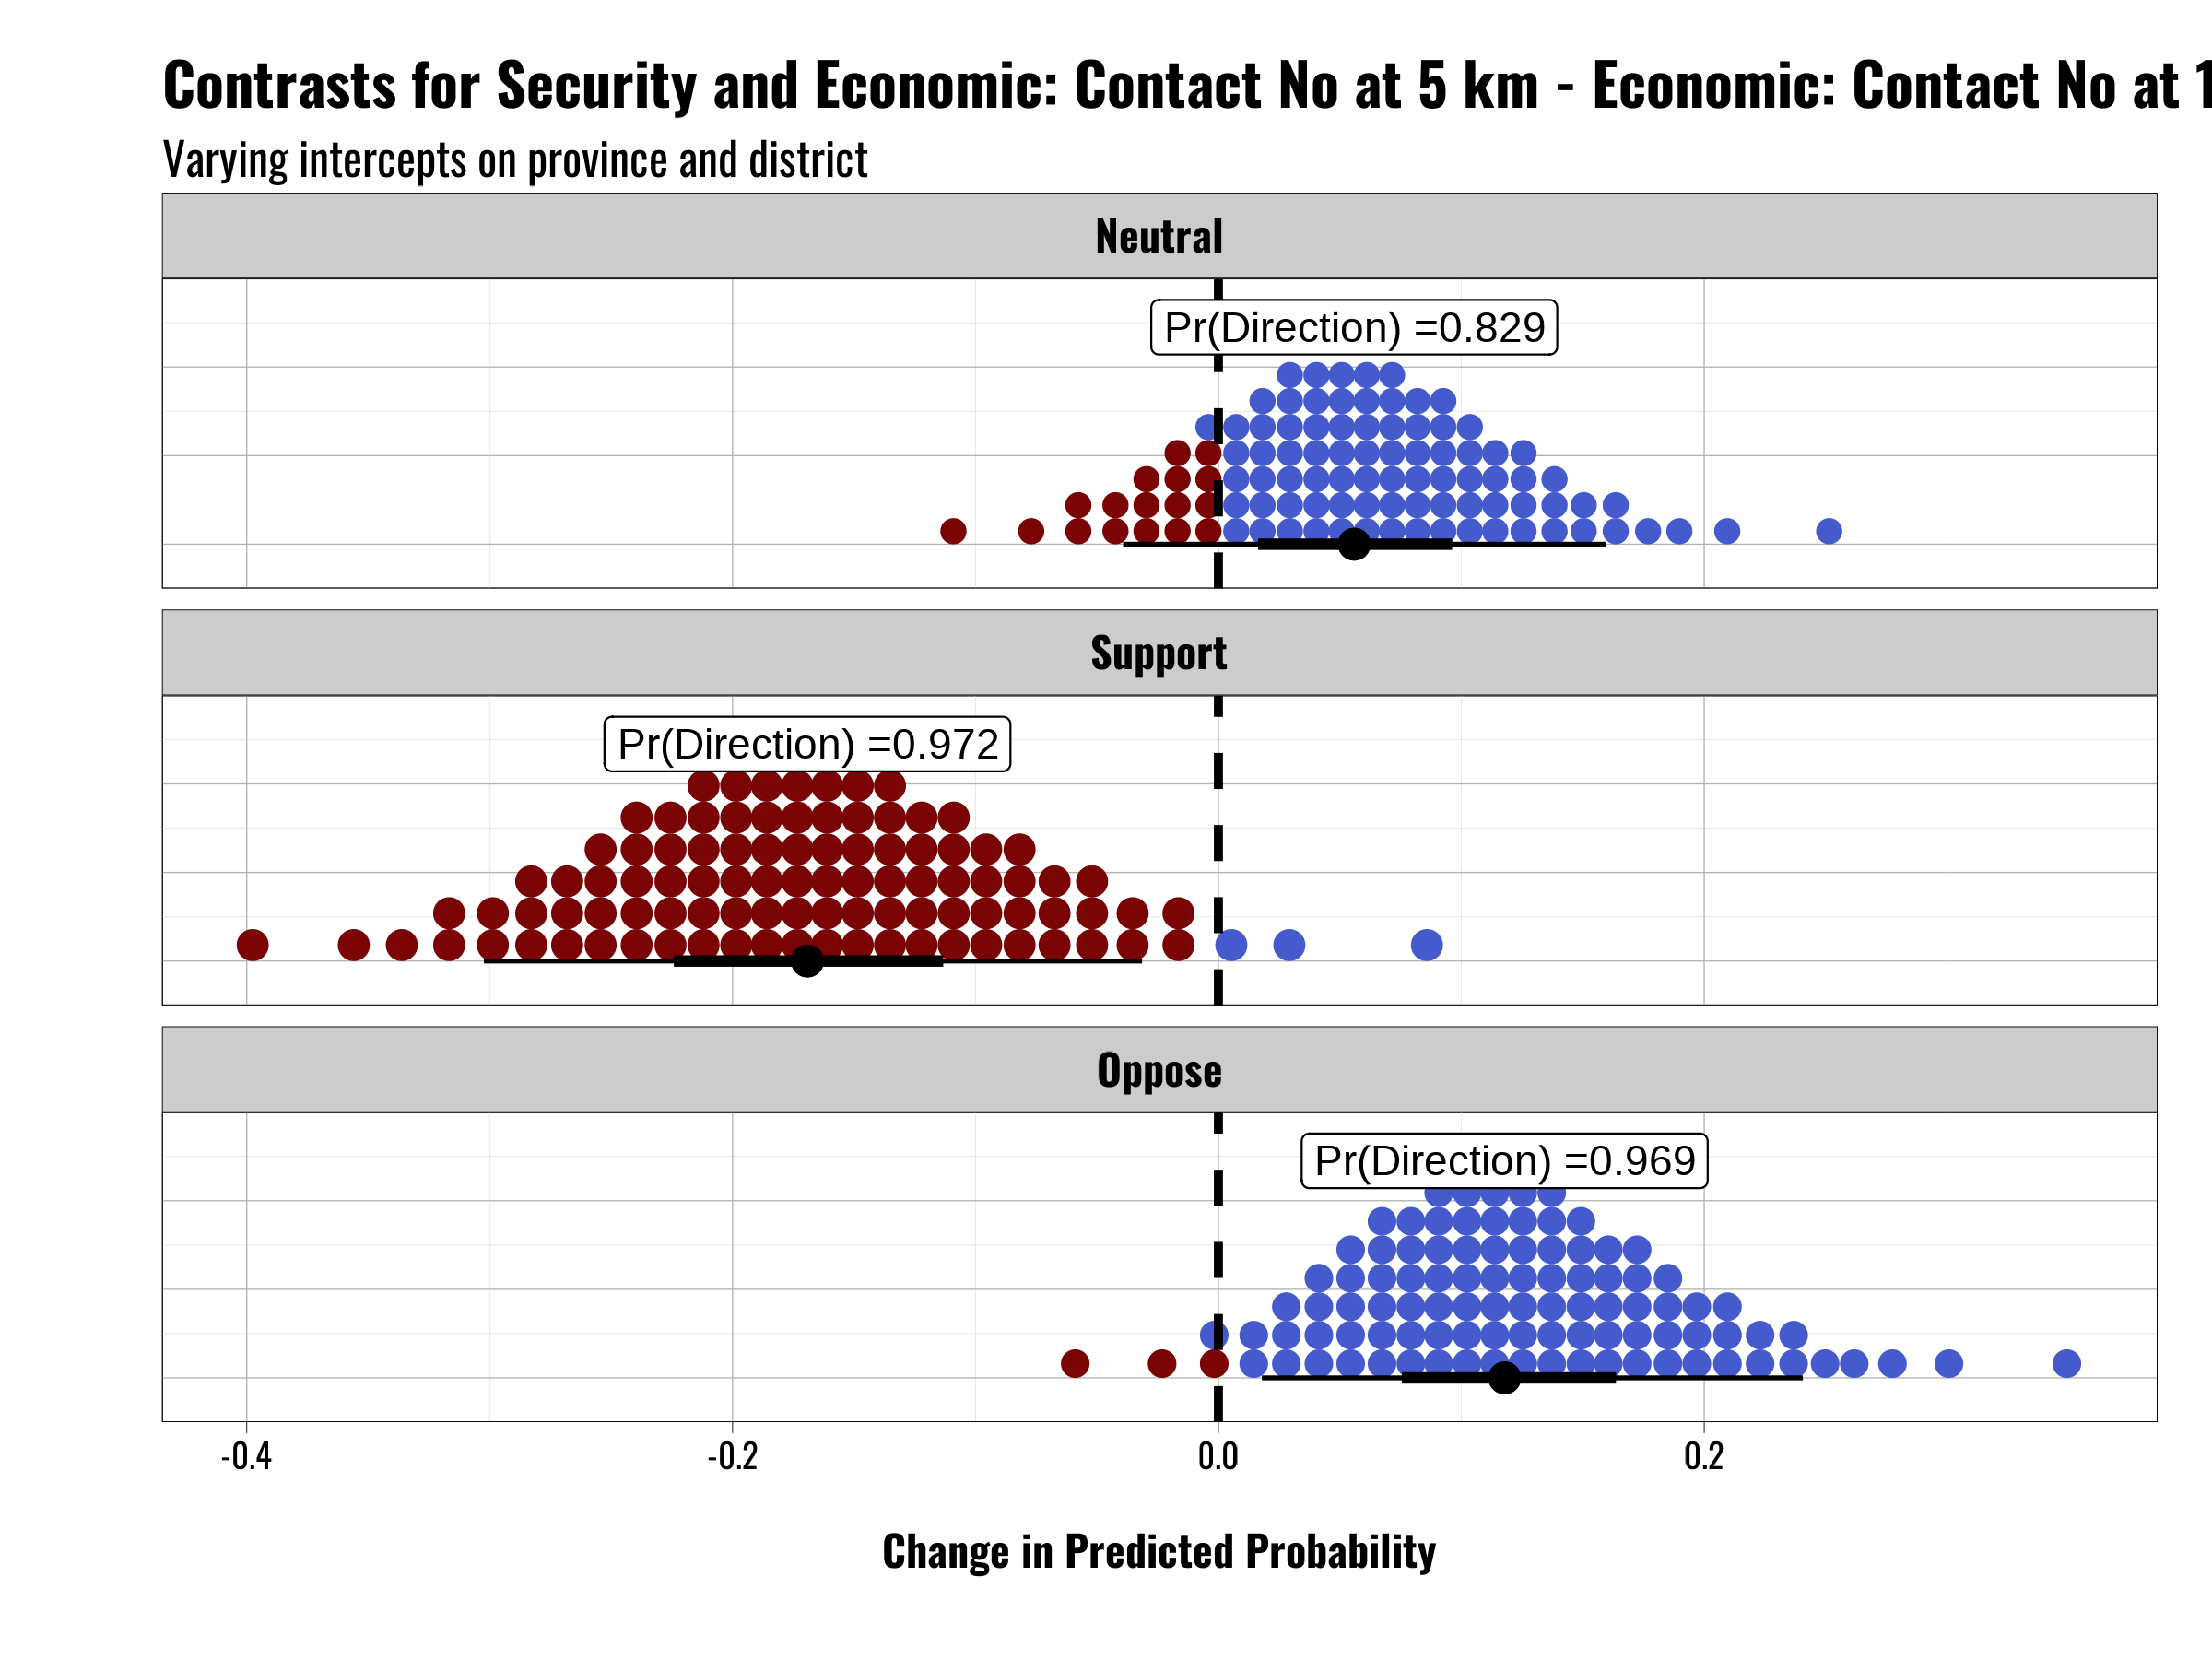 Contrasts for Security and Economic: Contact No at 5 km - Economic: Contact No at 1
Varying intercepts on province and district
Neutral
Pr(Direction) =0.829
Support
Pr(Direction) =0.972
Oppose
Pr(Direction) =0.969
-0.4 -0.2 0.0 0.2
Change in Predicted Probability